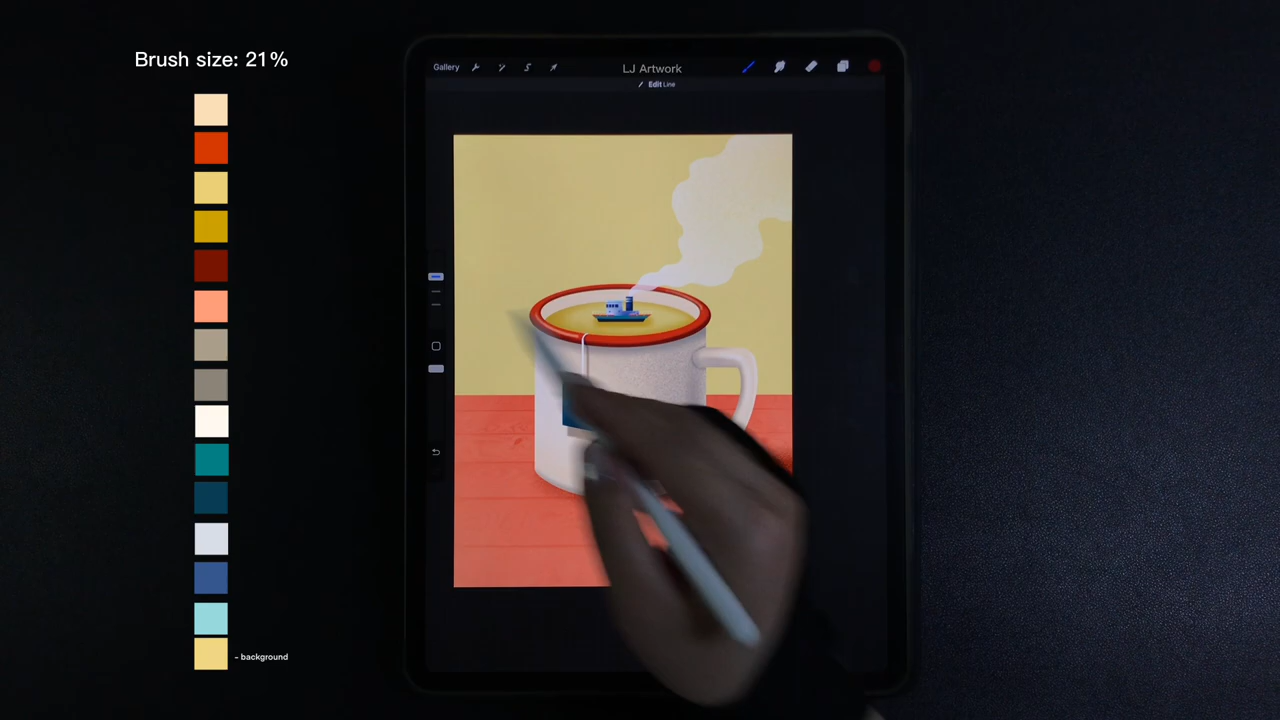 Brush size: 21%
Gallery
LJ Artwork
Edit Line
- background